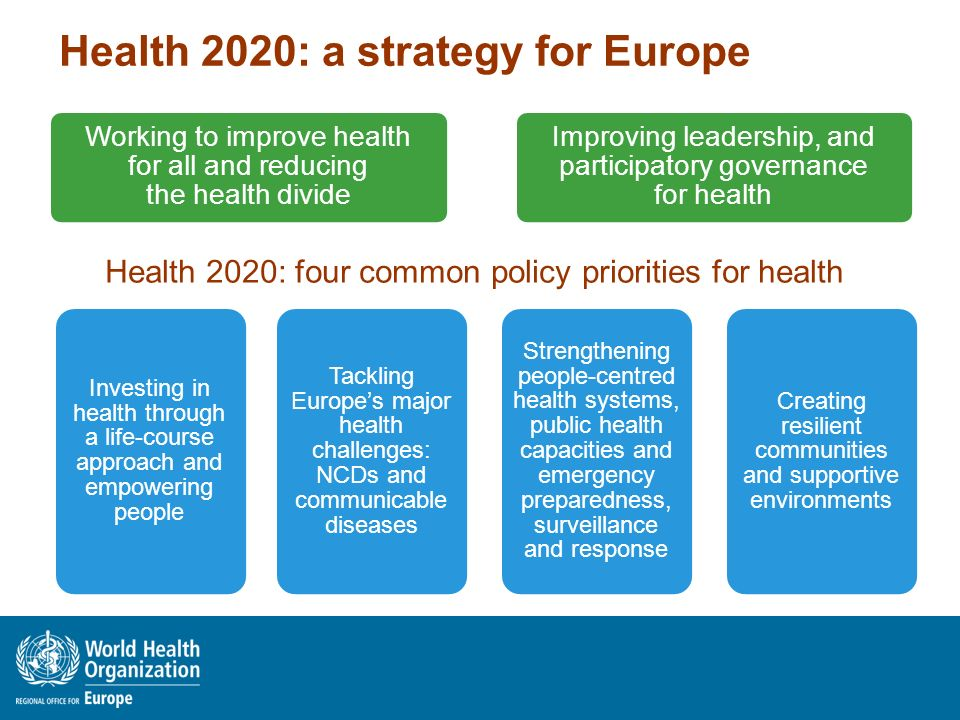 Health 2020: a strategy for Europe
Working to improve health
for all and reducing
the health divide
Improving leadership, and
participatory governance
for health
Health 2020: four common policy priorities for health
Investing in
health through
a life-course
approach and
empowering
people
Tackling
Europe’s major
health
challenges:
NCDs and
communicable
diseases
Strengthening
people-centred
health systems,
public health
capacities and
emergency
preparedness,
surveillance
and response
Creating
resilient
communities
and supportive
environments
World Health
Organization
REGIONAL OFFICE FOR Europe